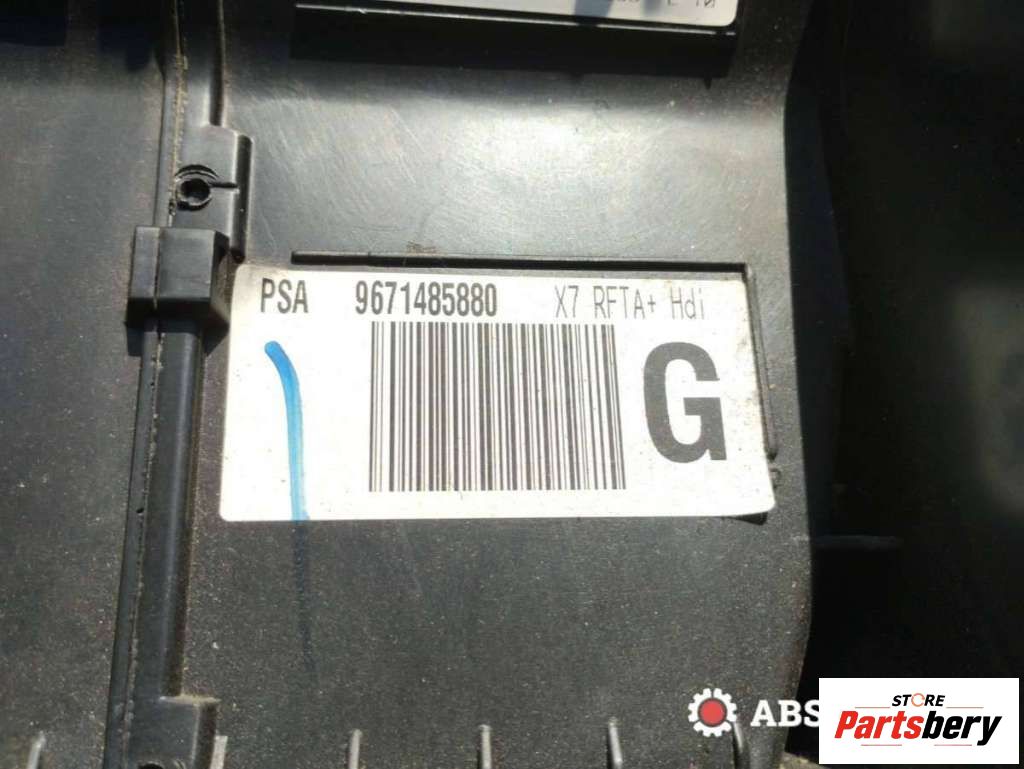 PSA 9671485880 X7 RFTA+ Hdi
G
ABS
STORE
Partsbery